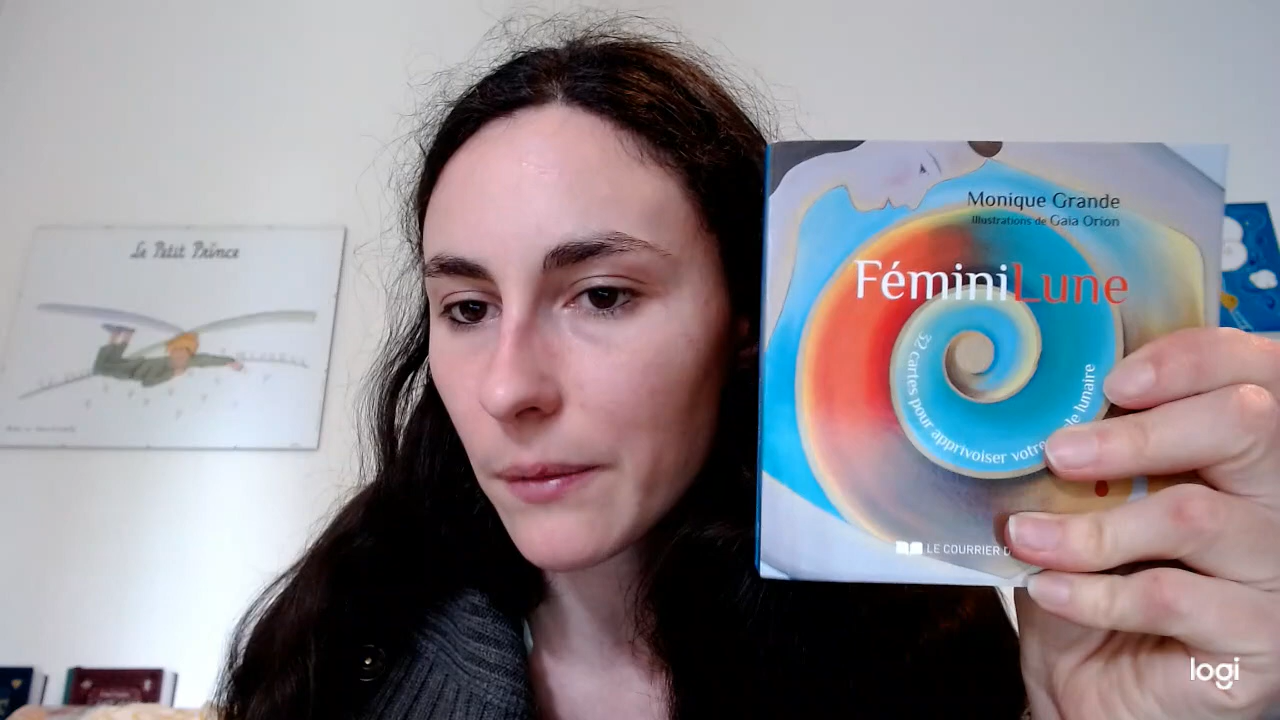 Le Petit Prince
Monique Grande
Illustrations de Gaia Orion
FéminiLune
32 cartes pour apprivoiser votre lunaire
LE COURRIER D
logi